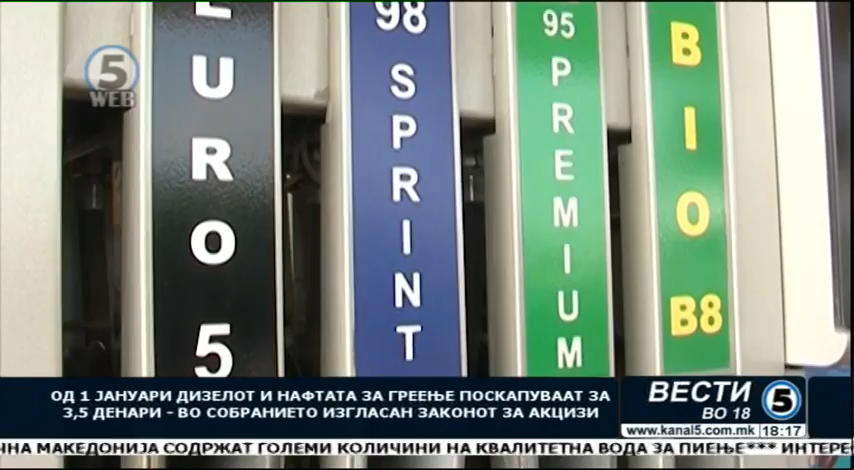 EURO 5
98 SPRINT
95 PREMIUM
BIO B8
5
WEB
ОД 1 ЈАНУАРИ ДИЗЕЛОТ И НАФТАТА ЗА ГРЕЕЊЕ ПОСКАПУВААТ ЗА
3,5 ДЕНАРИ - ВО СОБРАНИЕТО ИЗГЛАСАН ЗАКОНОТ ЗА АКЦИЗИ
ВЕСТИ
ВО 18
5
www.kanal5.com.mk
18:17
МАКЕДОНИЈА СОДРЖАТ ГОЛЕМИ КОЛИЧИНИ НА КВАЛИТЕТНА ВОДА ЗА ПИЕЊЕ***